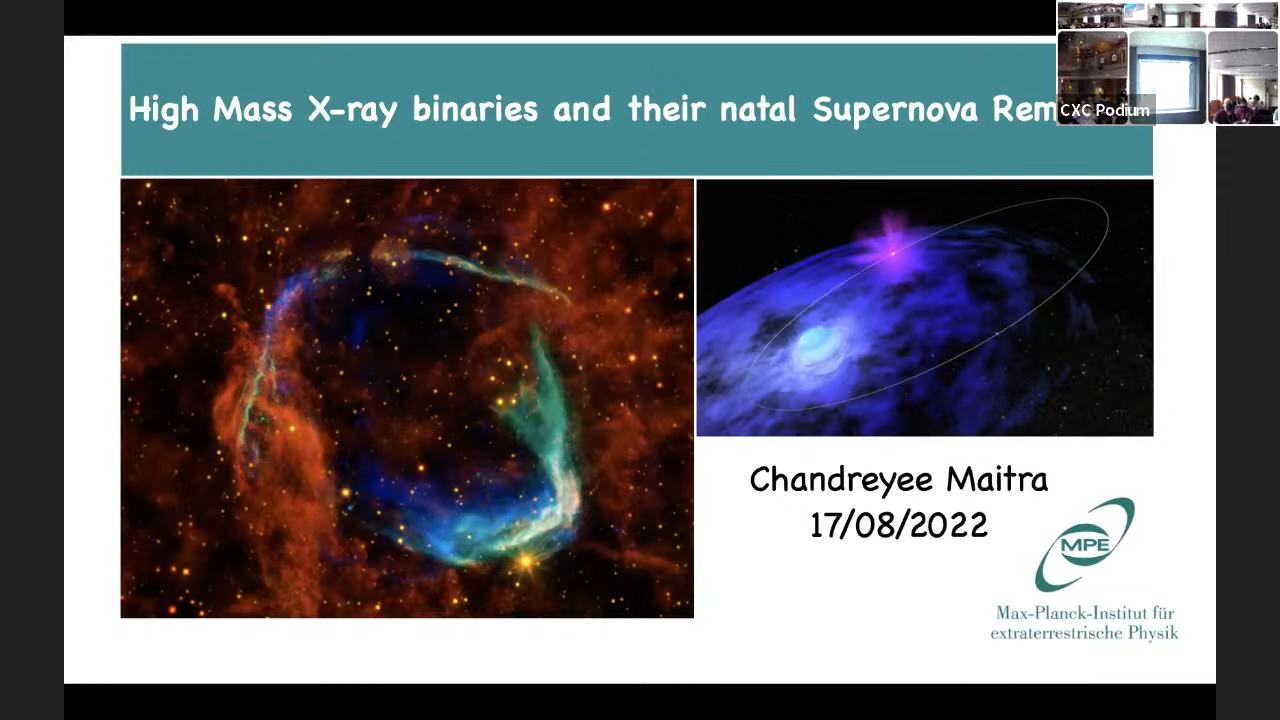 High Mass X-ray binaries and their natal Supernova Rem
CXC Podium
Chandreyee Maitra
17/08/2022
MPE
Max-Planck-Institut für
extraterrestrische Physik